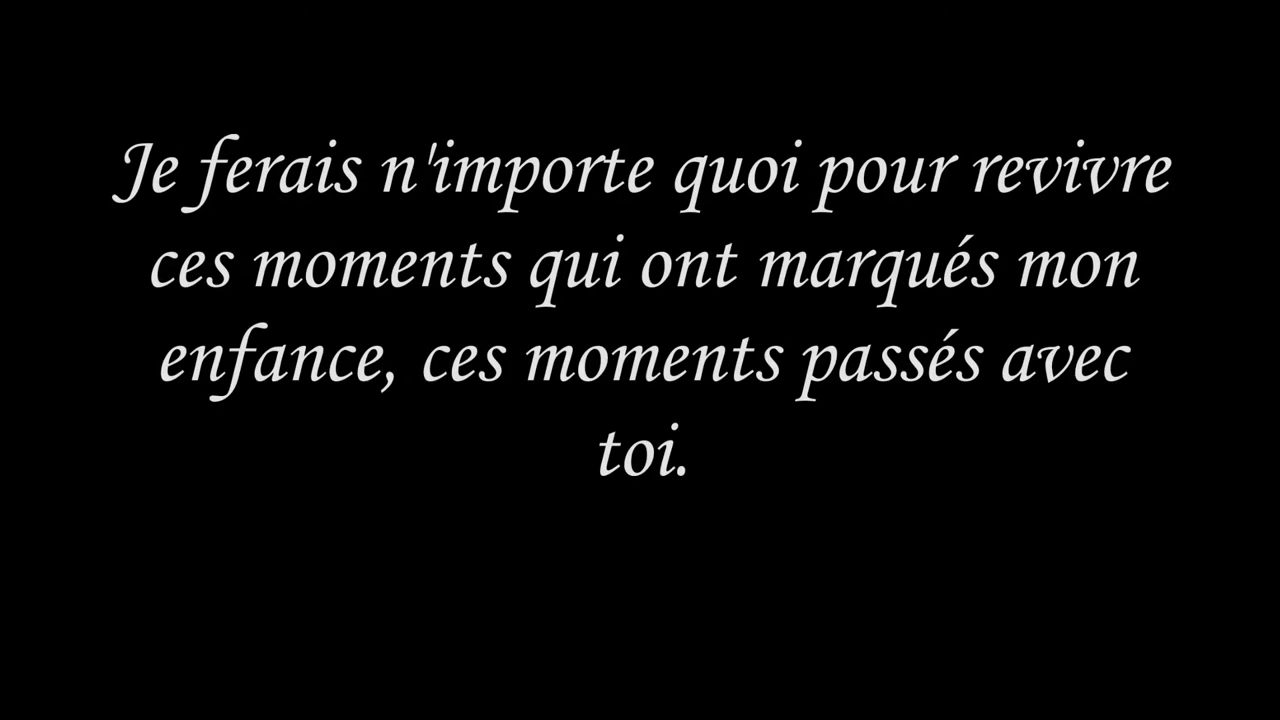 Je ferais n'importe quoi pour revivre
ces moments qui ont marqués mon
enfance, ces moments passés avec
toi.